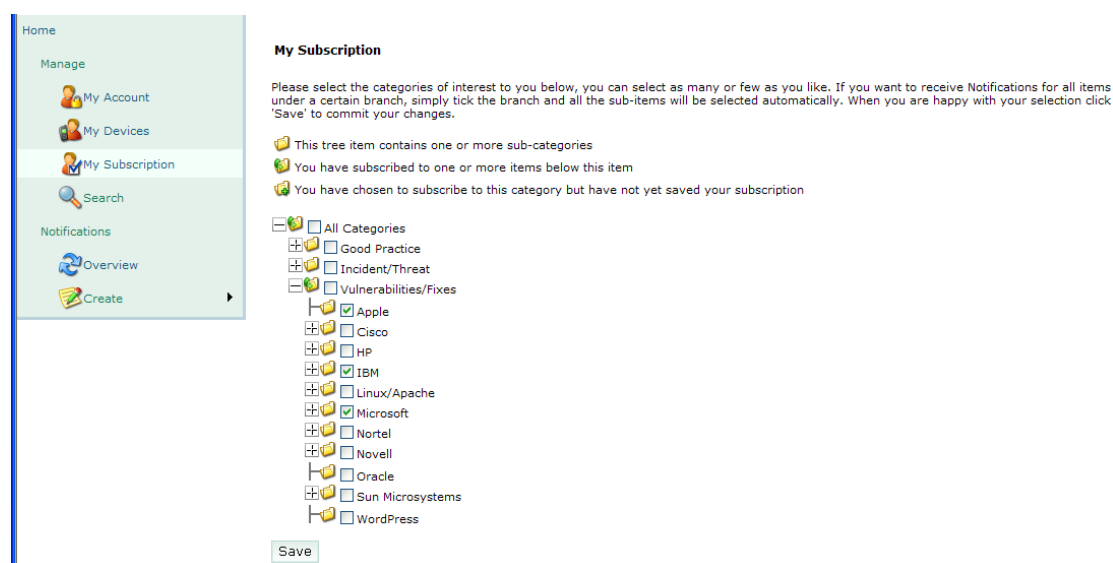 Home
Manage
My Account
My Devices
My Subscription
Search
Notifications
Overview
Create
My Subscription
Please select the categories of interest to you below, you can select as many or few as you like. If you want to receive Notifications for all items
under a certain branch, simply tick the branch and all the sub-items will be selected automatically. When you are happy with your selection click
'Save' to commit your changes.
This tree item contains one or more sub-categories
You have subscribed to one or more items below this item
You have chosen to subscribe to this category but have not yet saved your subscription
All Categories
Good Practice
Incident/Threat
Vulnerabilities/Fixes
Apple
Cisco
HP
IBM
Linux/Apache
Microsoft
Nortel
Novell
Oracle
Sun Microsystems
WordPress
Save